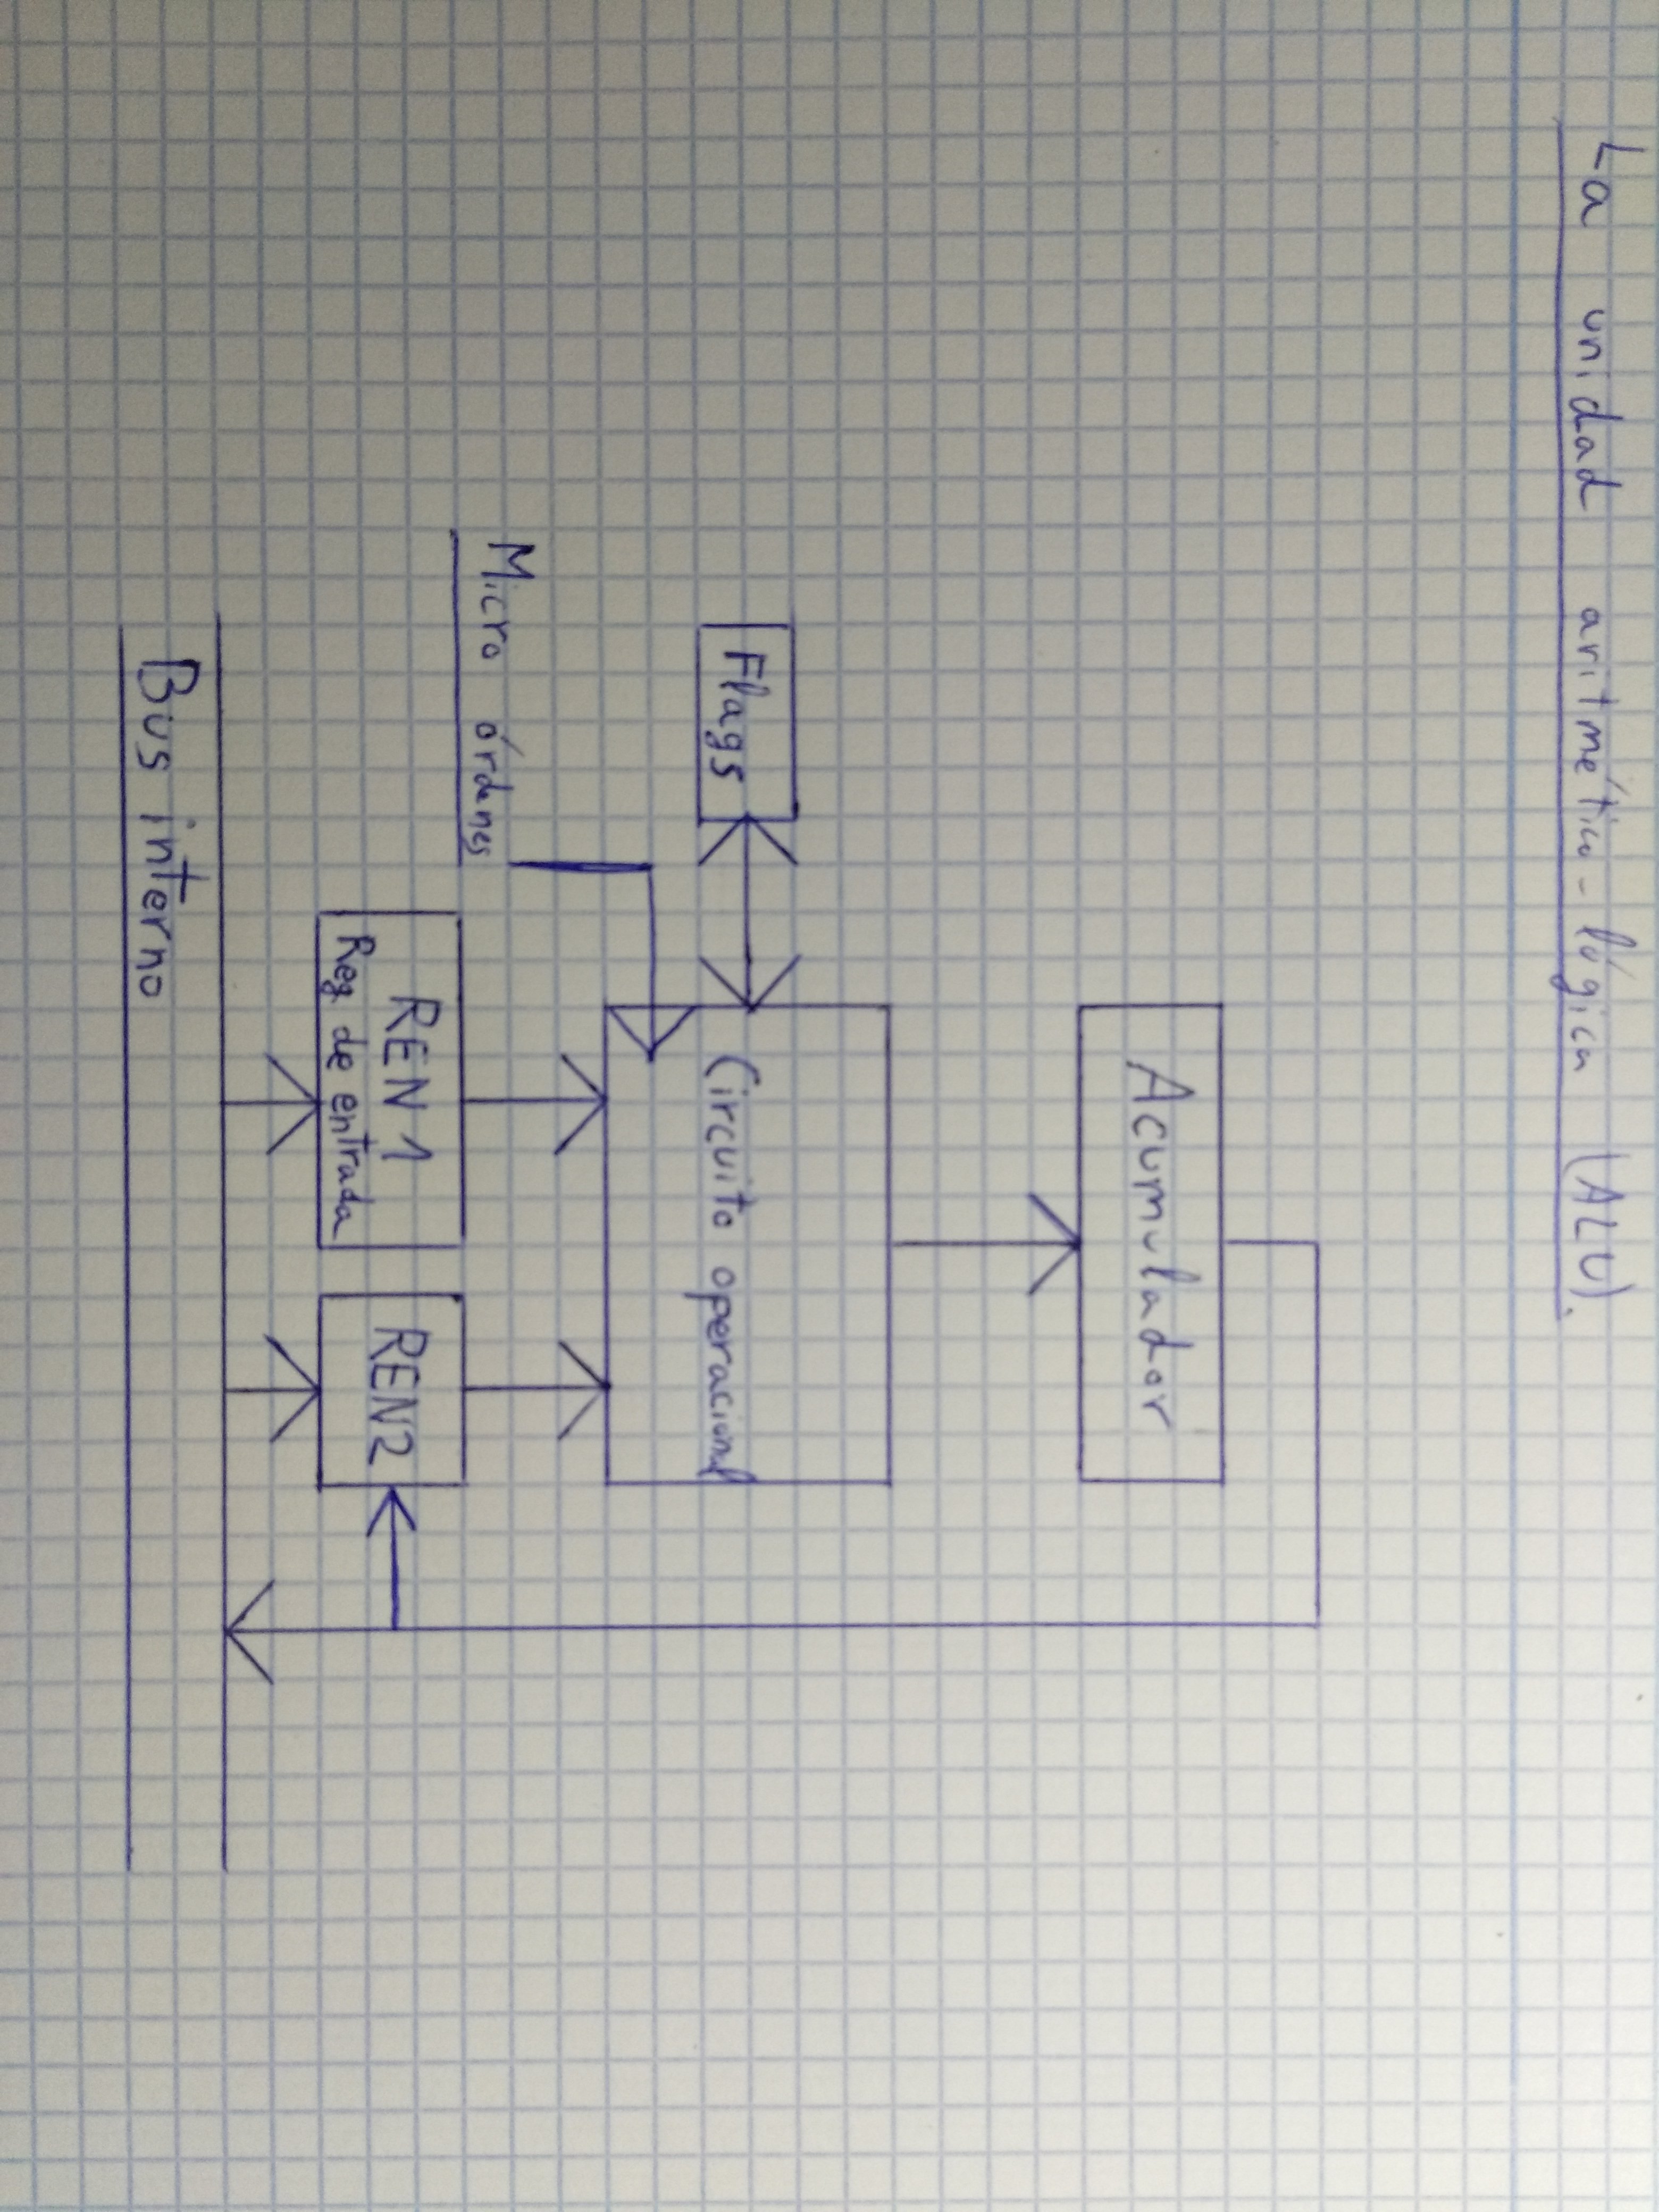 La unidad aritmético-lógica (ALU).
Acumulador
Flags
Circuito operacional
Micro órdenes
REN 1
Reg. de entrada
REN2
Bus interno